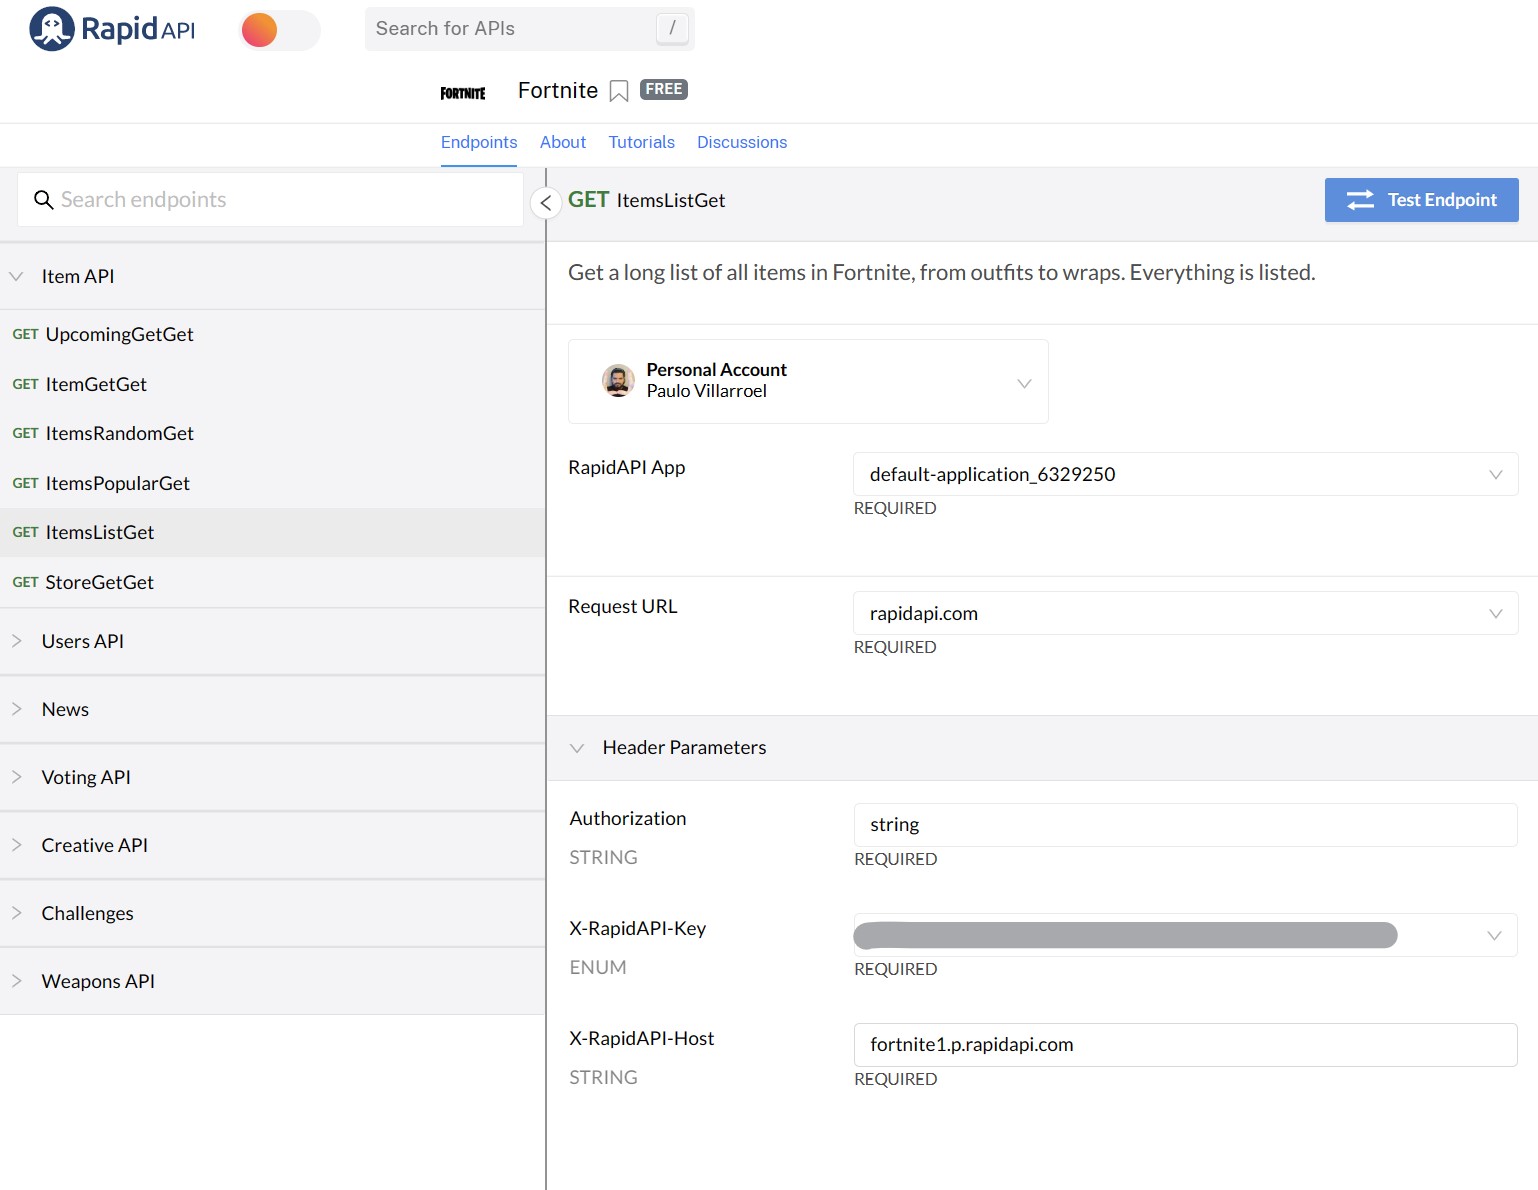 Rapid API
Search for APIs
/
FORTNITE
Fortnite
FREE
Endpoints
About
Tutorials
Discussions
Search endpoints
Item API
GET UpcomingGetGet
GET ItemGetGet
GET ItemsRandomGet
GET ItemsPopularGet
GET ItemsListGet
GET StoreGetGet
Users API
News
Voting API
Creative API
Challenges
Weapons API
GET ItemsListGet
Test Endpoint
Get a long list of all items in Fortnite, from outfits to wraps. Everything is listed.
Personal Account
Paulo Villarroel
RapidAPI App
default-application_6329250
REQUIRED
Request URL
rapidapi.com
REQUIRED
Header Parameters
Authorization
STRING
string
REQUIRED
X-RapidAPI-Key
ENUM
REQUIRED
X-RapidAPI-Host
STRING
fortnite1.p.rapidapi.com
REQUIRED